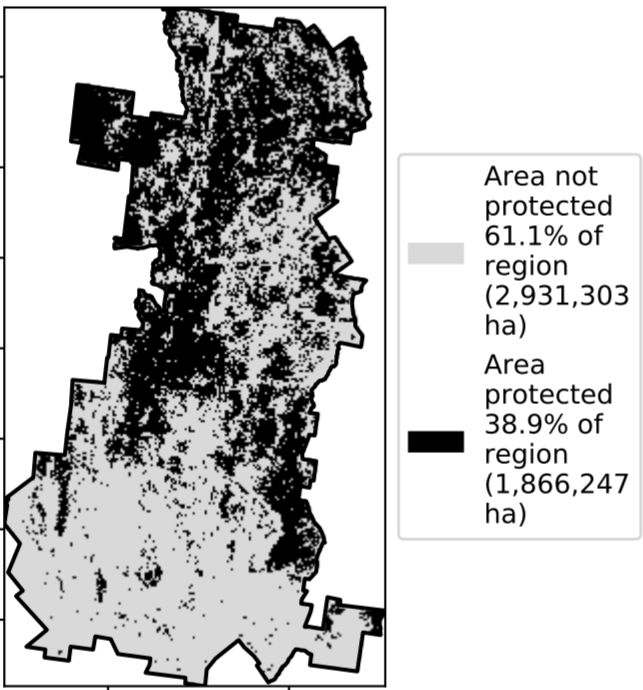 Area not
protected
61.1% of
region
(2,931,303
ha)
Area
protected
38.9% of
region
(1,866,247
ha)